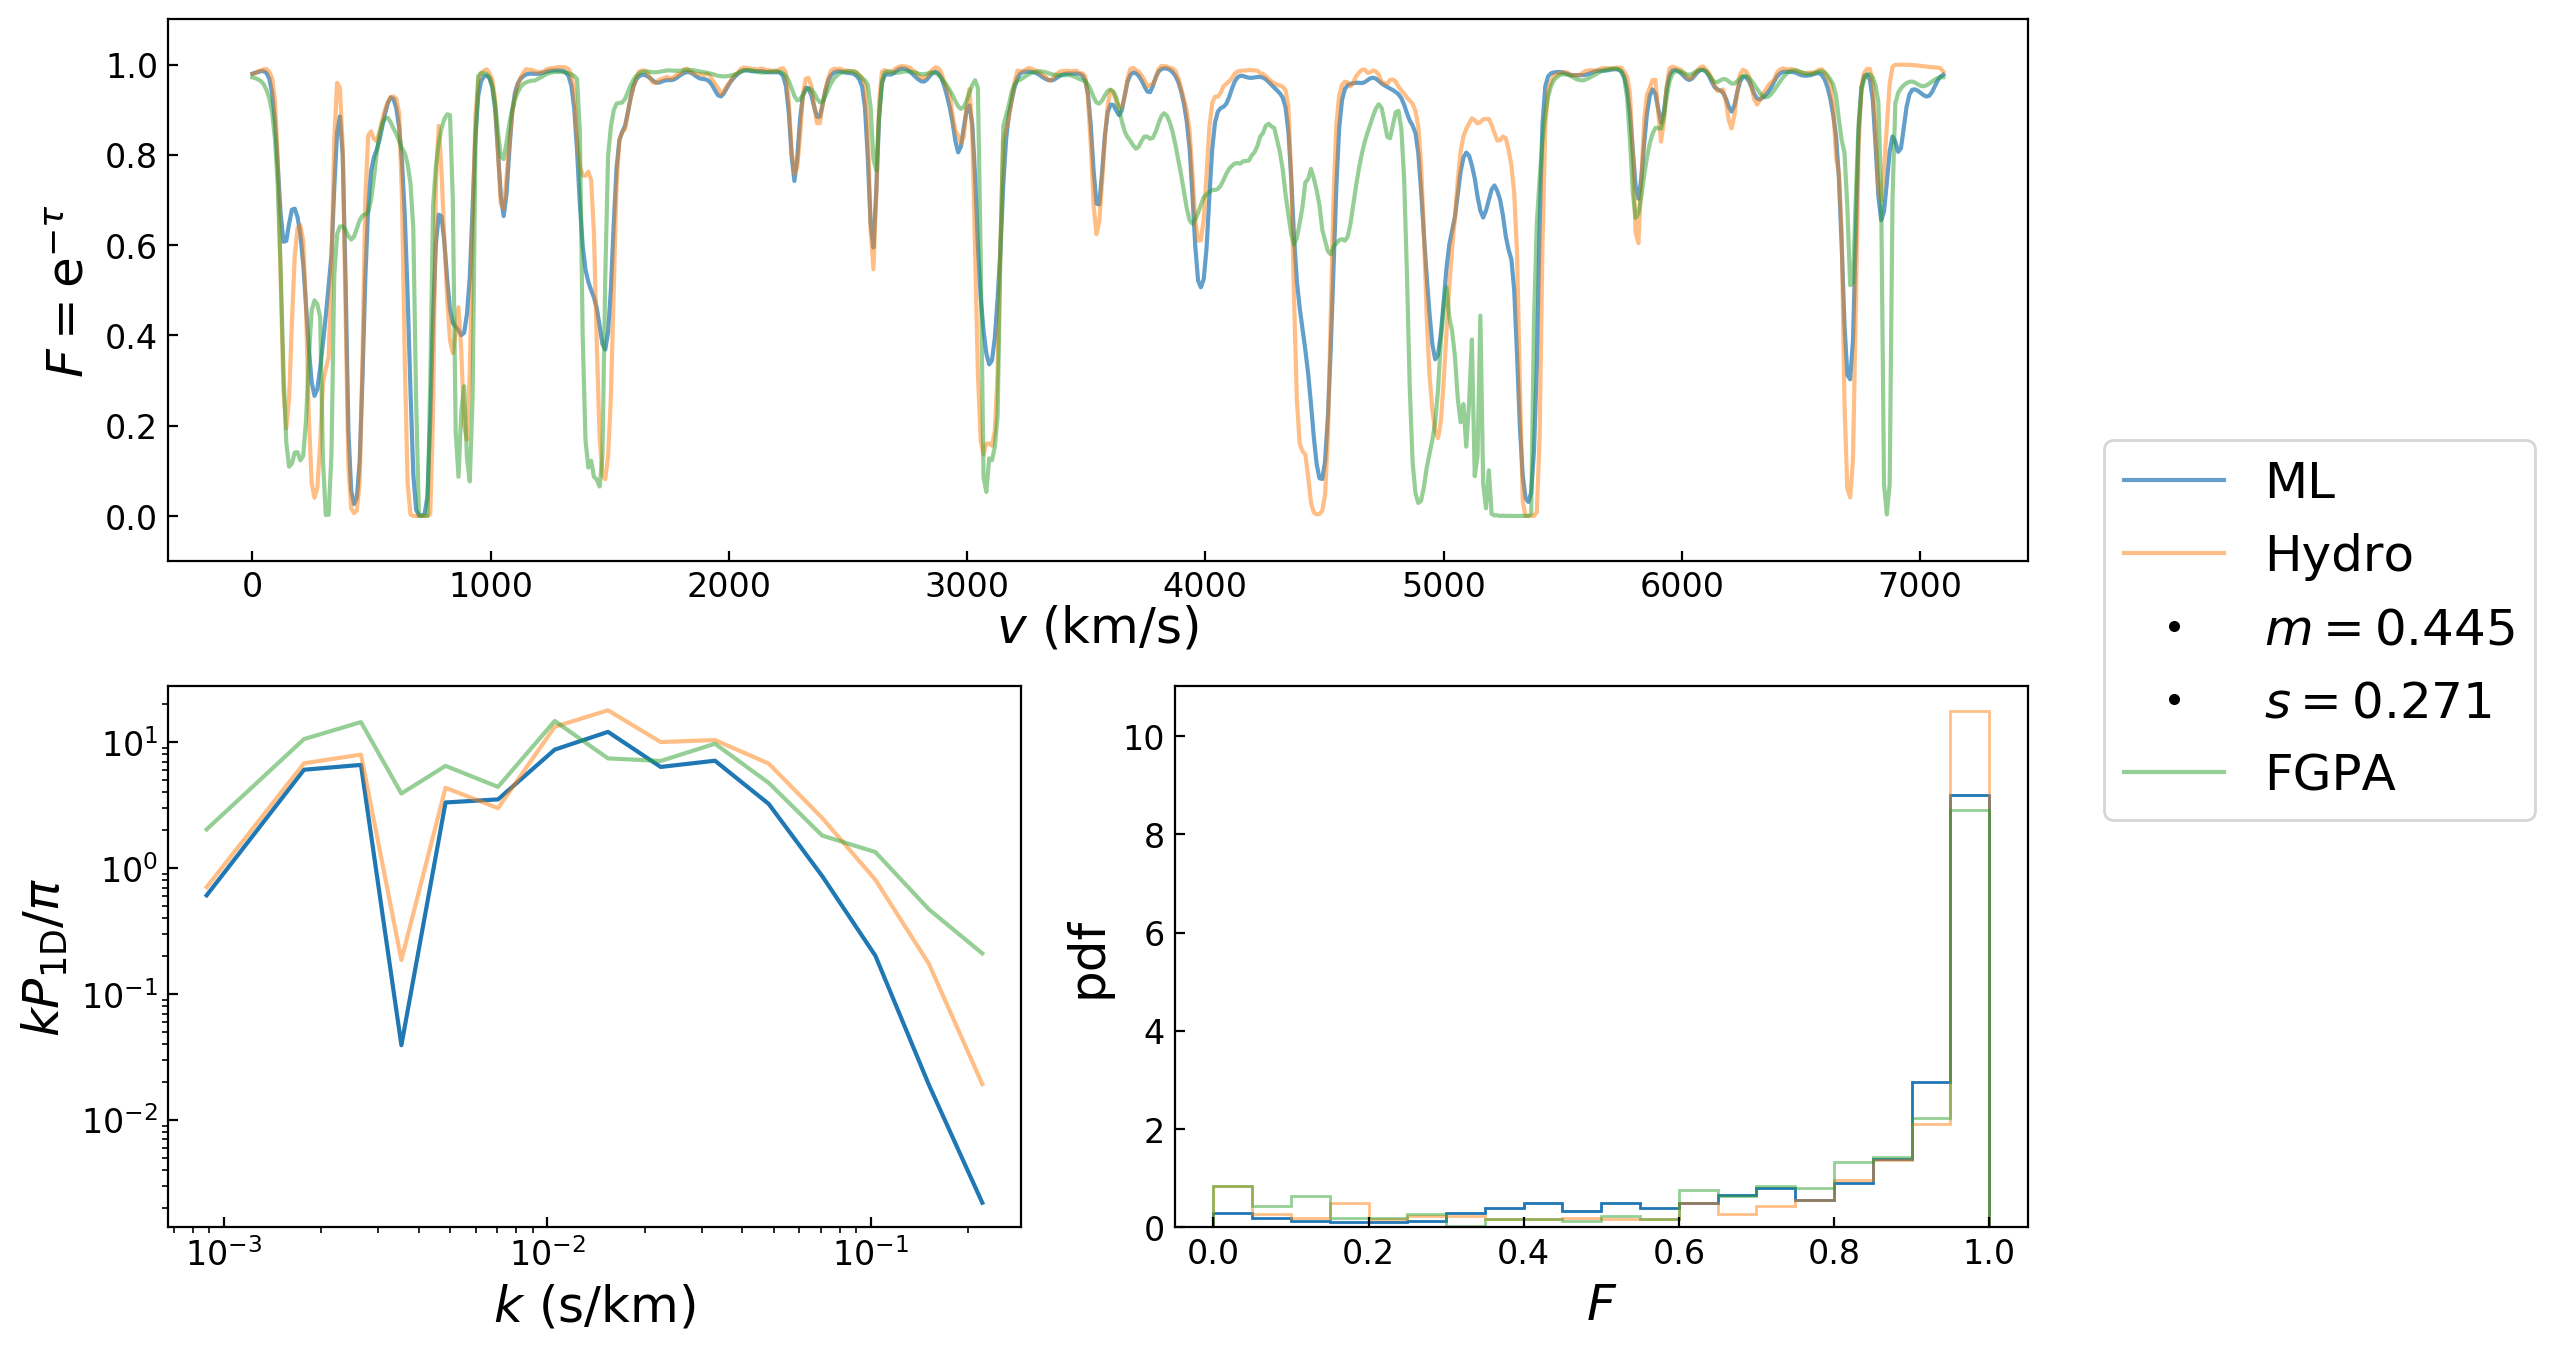 1.0
0.8
0.6
0.4
0.2
0.0
F = e^{-τ}
0 1000 2000 3000 4000 5000 6000 7000
v (km/s)
ML
Hydro
m = 0.445
s = 0.271
FGPA
10^1
10^0
10^{-1}
10^{-2}
kP_{1D}/π
10^{-3} 10^{-2} 10^{-1}
k (s/km)
10
8
6
4
2
0
pdf
0.0 0.2 0.4 0.6 0.8 1.0
F